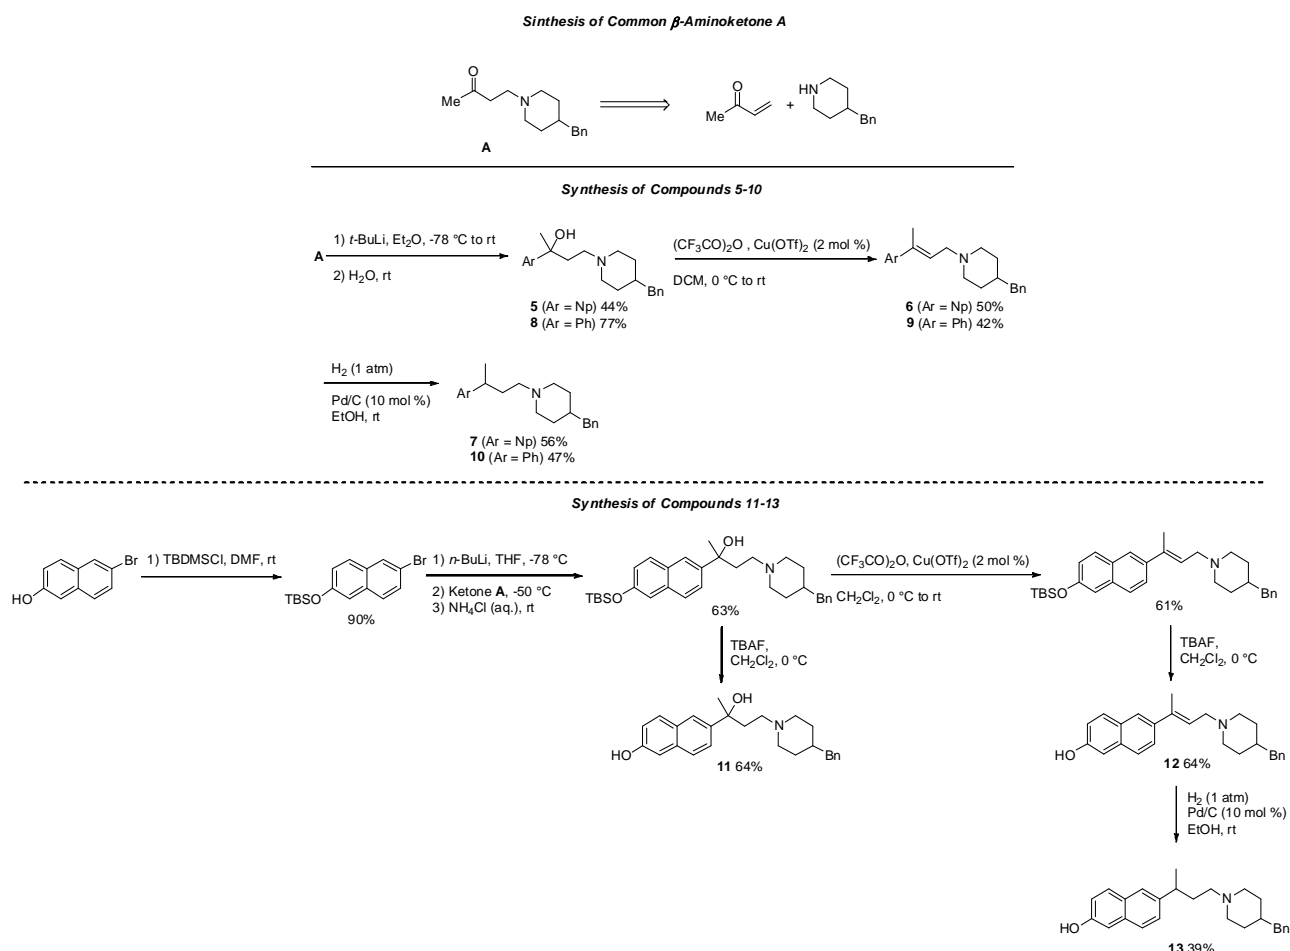 Sinthesis of Common β-Aminoketone A
O
Me
N
Bn
A
O
Me
+
HN
Bn
Synthesis of Compounds 5-10
A
1) t-BuLi, Et2O, -78 °C to rt
2) H2O, rt
OH
Ar
N
Bn
5 (Ar = Np) 44%
8 (Ar = Ph) 77%
(CF3CO)2O , Cu(OTf)2 (2 mol %)
DCM, 0 °C to rt
Ar
N
Bn
6 (Ar = Np) 50%
9 (Ar = Ph) 42%
H2 (1 atm)
Pd/C (10 mol %)
EtOH, rt
Ar
N
Bn
7 (Ar = Np) 56%
10 (Ar = Ph) 47%
Synthesis of Compounds 11-13
Br
HO
1) TBDMSCl, DMF, rt
Br
TBSO
90%
1) n-BuLi, THF, -78 °C
2) Ketone A, -50 °C
3) NH4Cl (aq.), rt
OH
N
TBSO
Bn
63%
(CF3CO)2O, Cu(OTf)2 (2 mol %)
CH2Cl2, 0 °C to rt
N
TBSO
Bn
61%
TBAF,
CH2Cl2, 0 °C
TBAF,
CH2Cl2, 0 °C
OH
N
HO
Bn
11 64%
N
HO
Bn
12 64%
H2 (1 atm)
Pd/C (10 mol %)
EtOH, rt
N
HO
Bn
13 39%